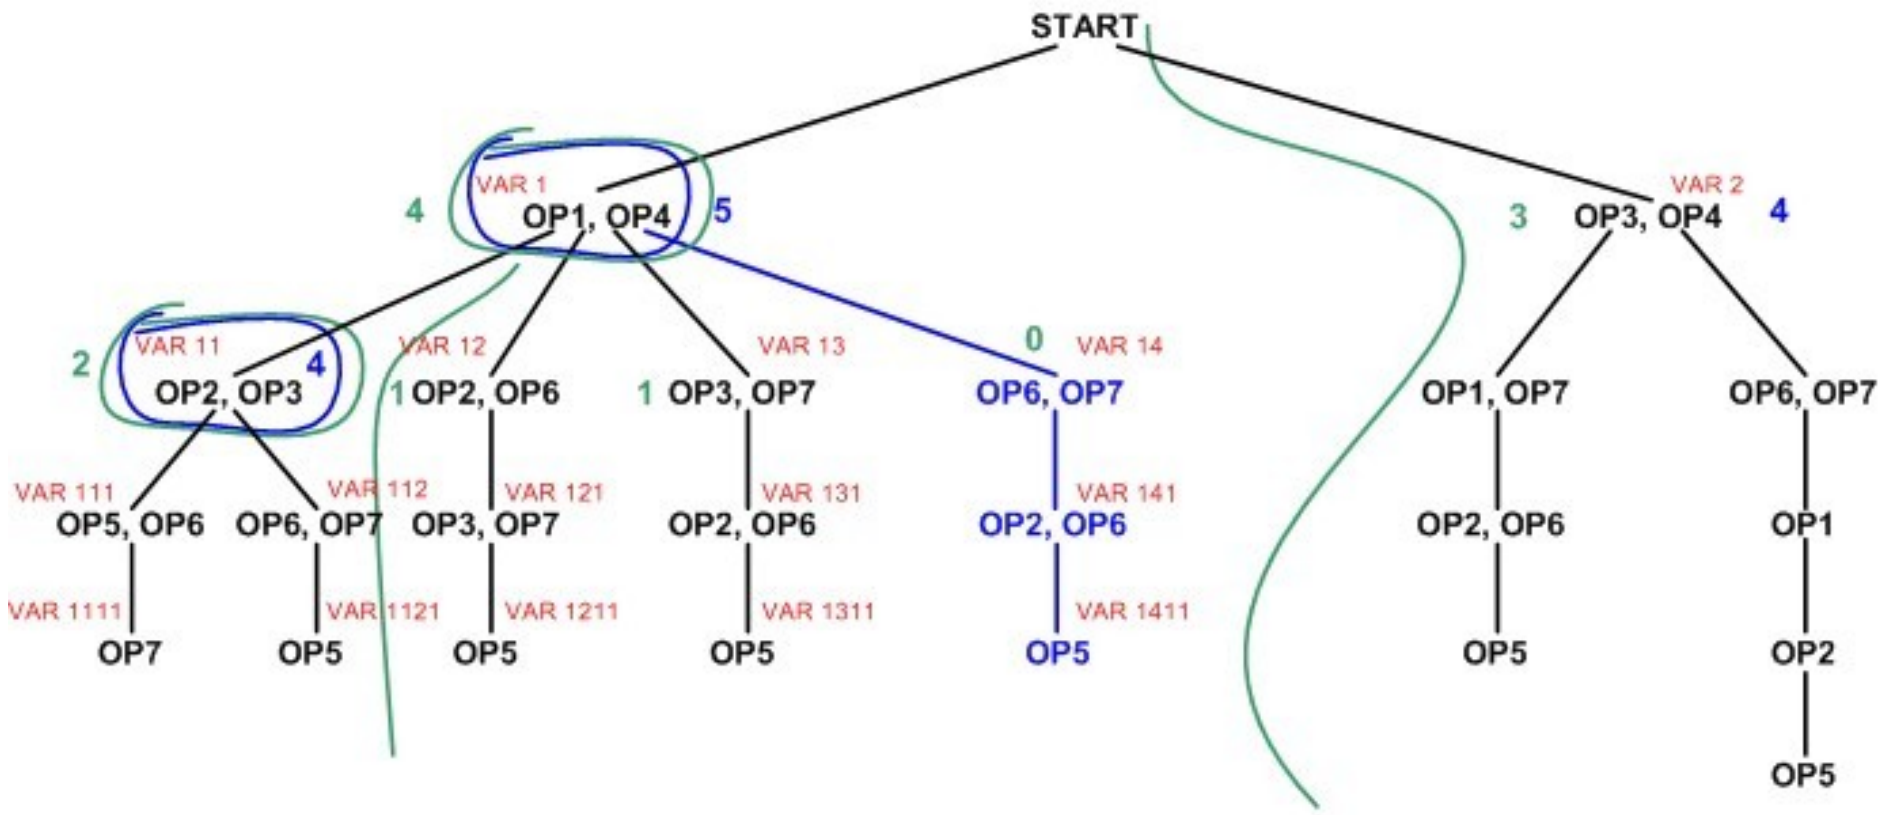 START
VAR 1
VAR 2
4 OP1, OP4 5
3 OP3, OP4 4
0
VAR 11
VAR 12
VAR 13
VAR 14
2 4
OP2, OP3
1 OP2, OP6
1 OP3, OP7
OP6, OP7
OP1, OP7
OP6, OP7
VAR 111
VAR 112
VAR 121
VAR 131
VAR 141
OP5, OP6
OP6, OP7
OP3, OP7
OP2, OP6
OP2, OP6
OP2, OP6
OP1
VAR 1111
VAR 1121
VAR 1211
VAR 1311
VAR 1411
OP7
OP5
OP5
OP5
OP5
OP5
OP2
OP5